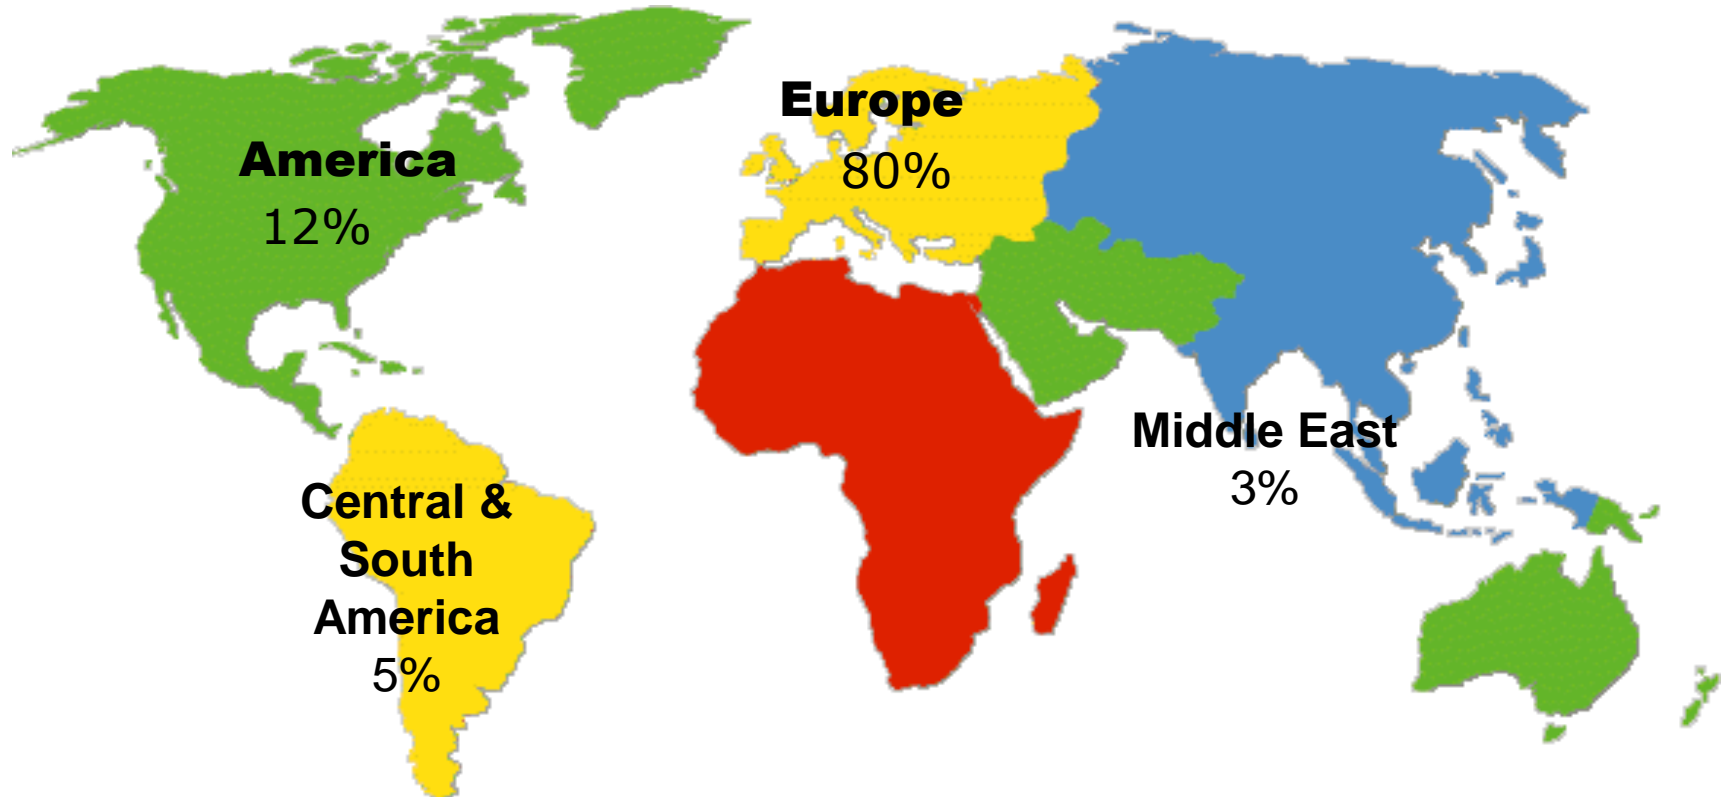 America
12%
Europe
80%
Middle East
3%
Central &
South
America
5%